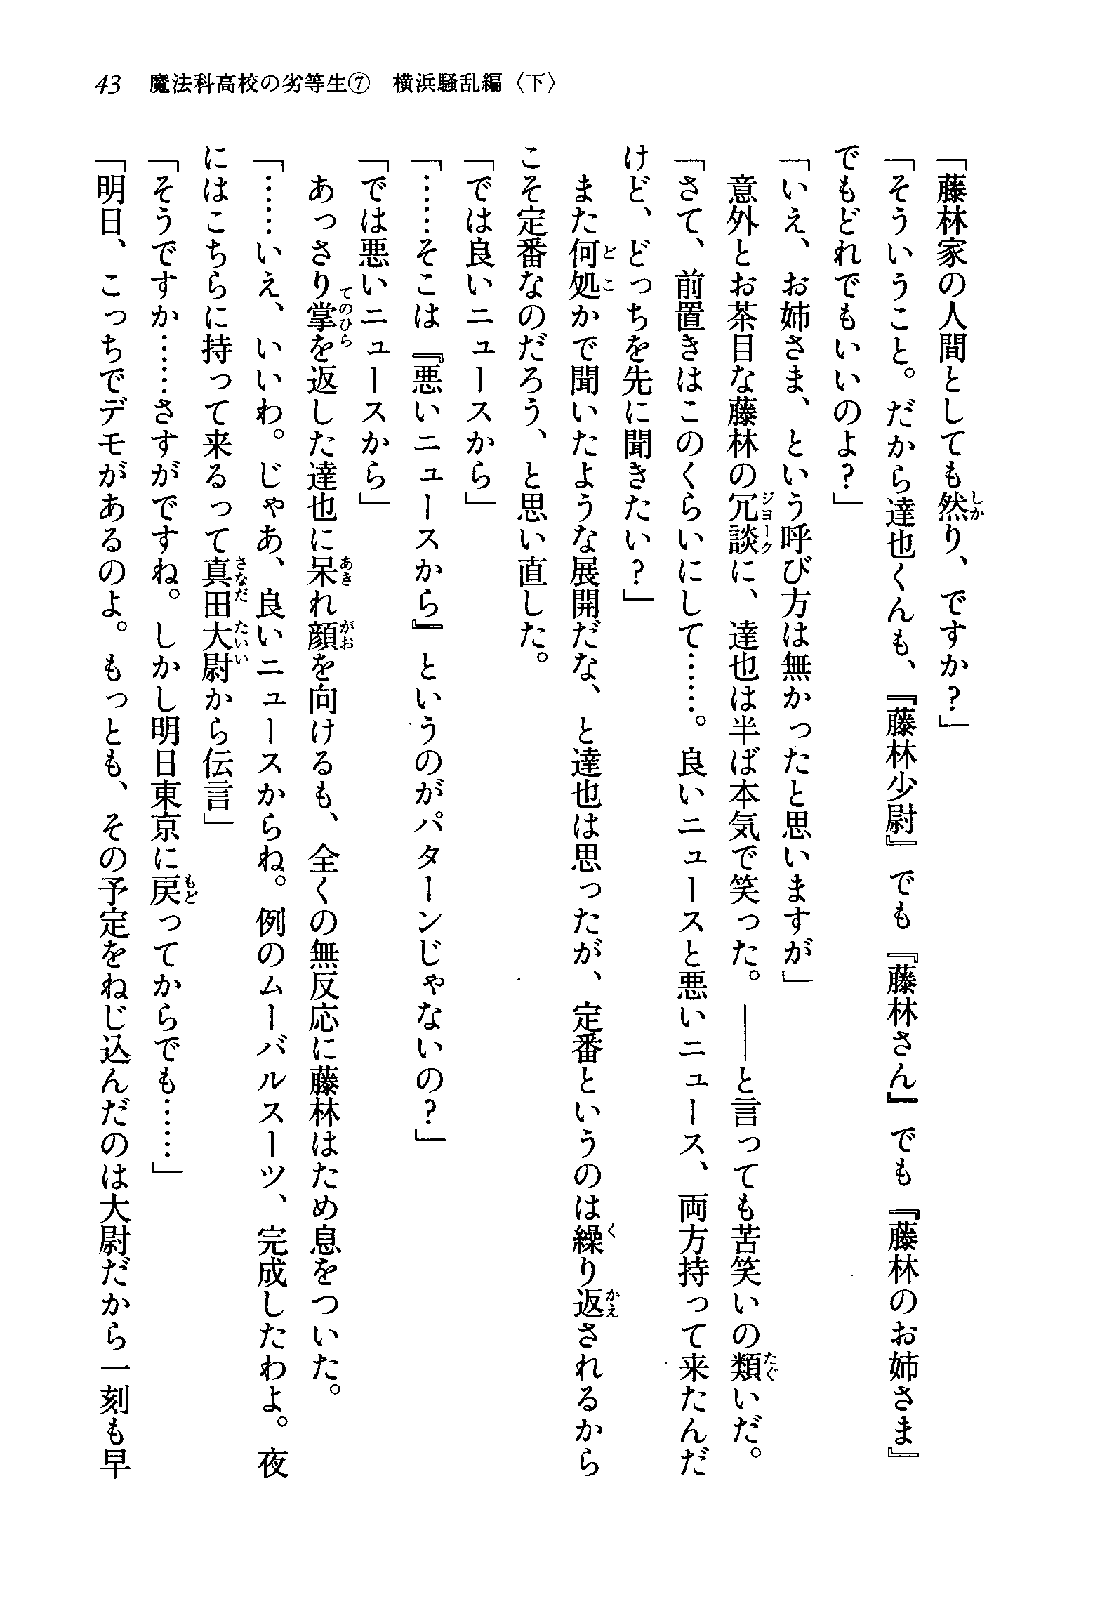 43 魔法科高校の劣等生⑦ 横浜騒乱編〈下〉
「藤林家の人間としても然り、ですか？」
「そういうこと。だから達也くんも、『藤林少尉』でも『藤林さん』でも『藤林のお姉さま』
でもどれでもいいのよ？」
「いえ、お姉さま、という呼び方は無かったと思いますが」
意外とお茶目な藤林の冗談に、達也は半ば本気で笑った。――と言っても苦笑いの類いだ。
「さて、前置きはこのくらいにして……。良いニュースと悪いニュース、両方持って来たんだ
けど、どっちを先に聞きたい？」
また何処かで聞いたような展開だな、と達也は思ったが、定番というのは繰り返されるから
こそ定番なのだろう、と思い直した。
「では良いニュースから」
「……そこは『悪いニュースから』というのがパターンじゃないの？」
「では悪いニュースから」
あっさり掌を返した達也に呆れ顔を向けるも、全くの無反応に藤林はため息をついた。
「……いえ、いいわ。じゃあ、良いニュースからね。例のムーバルスーツ、完成したわよ。夜
にはこちらに持って来るって真田大尉から伝言」
「そうですか……さすがですね。しかし明日東京に戻ってからでも……」
「明日、こっちでデモがあるのよ。もっとも、その予定をねじ込んだのは大尉だから一刻も早